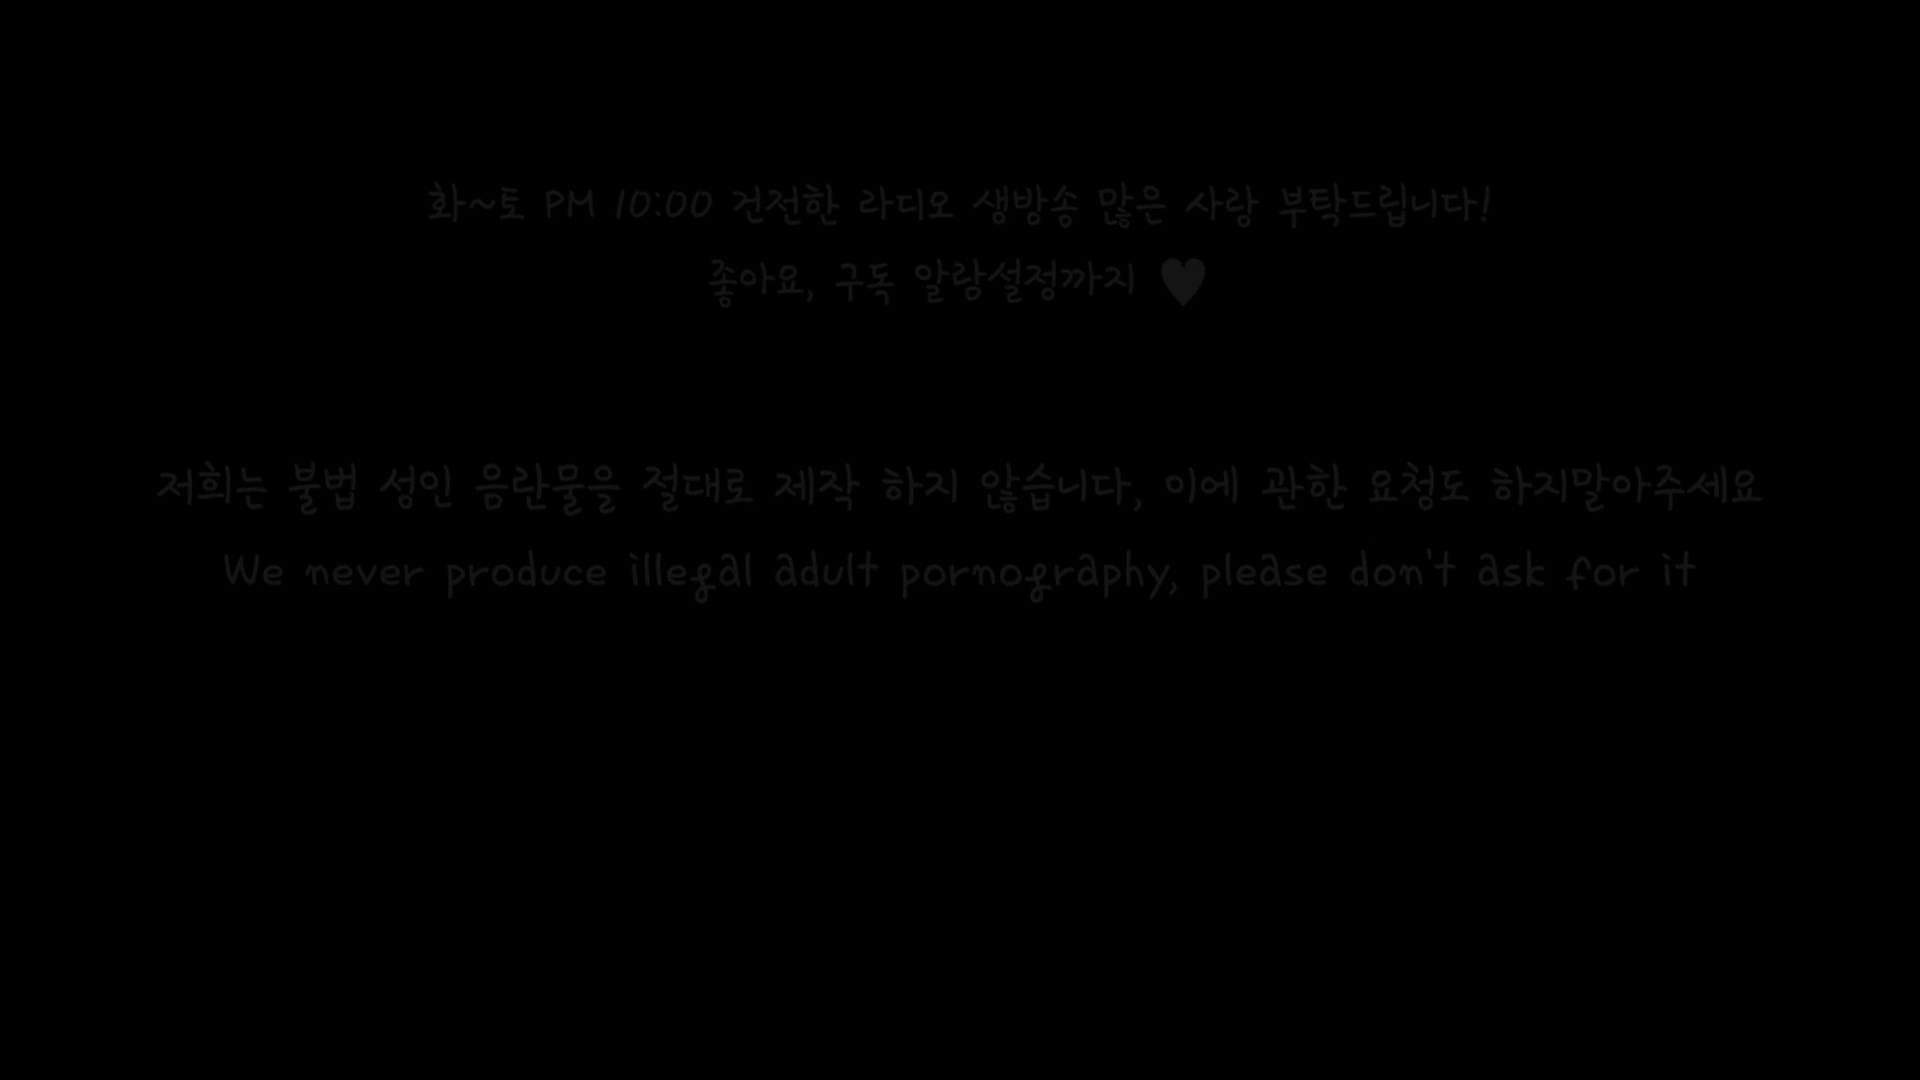 화~토 PM 10:00 건전한 라디오 생방송 많은 사랑 부탁드립니다!
좋아요, 구독 알람설정까지 ♥
저희는 불법 성인 음란물을 절대로 제작 하지 않습니다, 이에 관한 요청도 하지말아주세요
We never produce illegal adult pornography, please don't ask for it